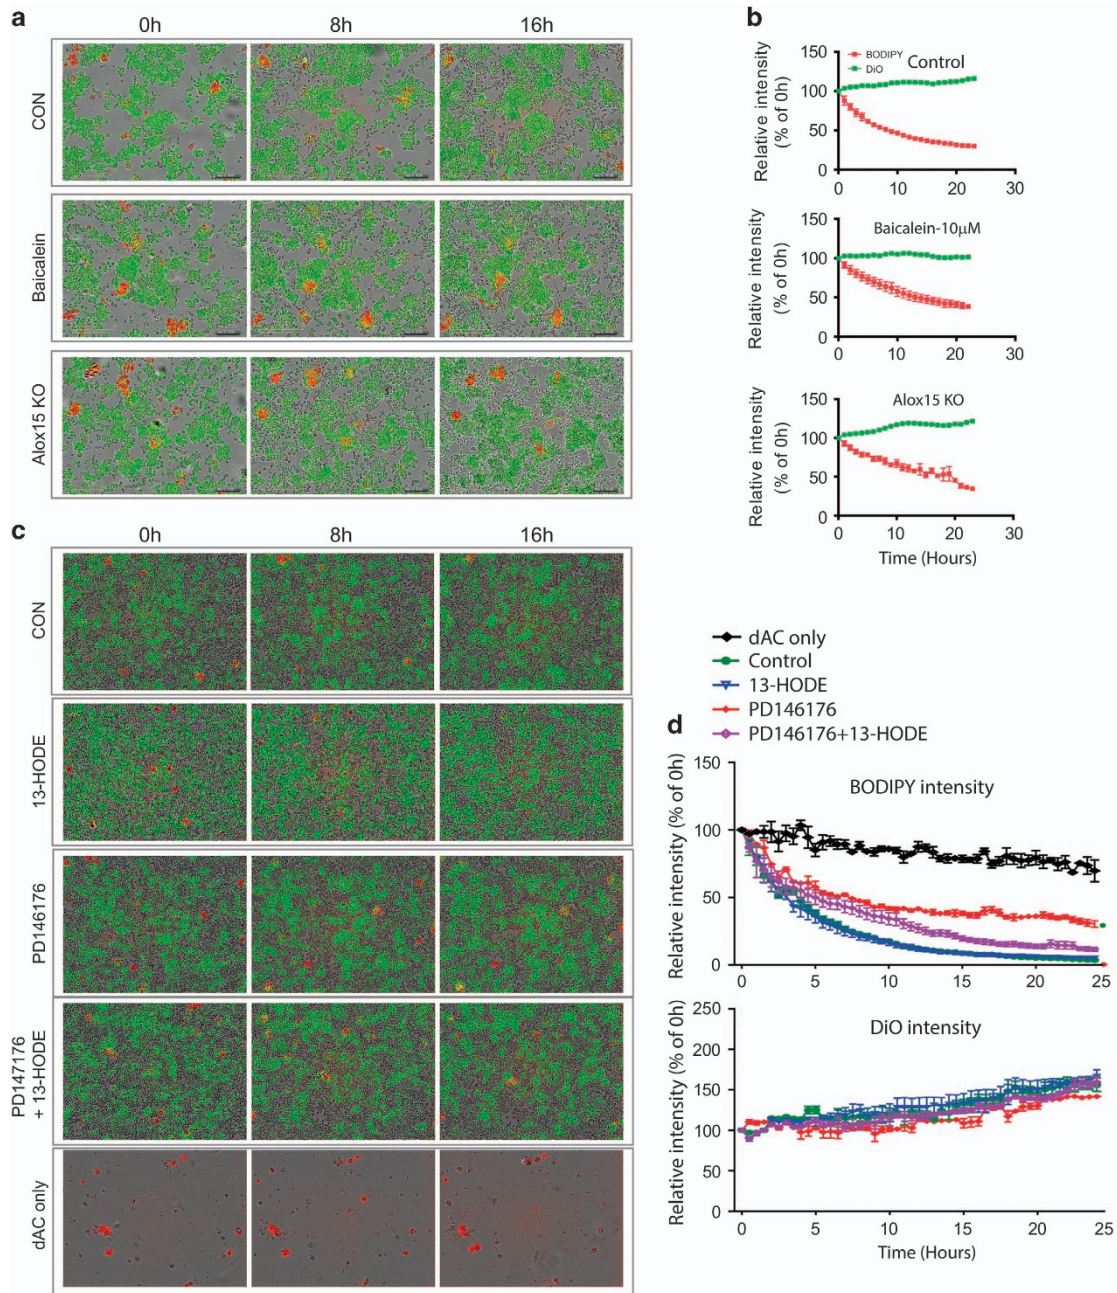 a
0h 8h 16h
CON
Baicalein
Alox15 KO
b
Relative intensity
(% of 0h)
150
100
50
0
BODIPY
DiO
Control
0 10 20 30
Relative intensity
(% of 0h)
150
100
50
0
Baicalein-10μM
0 10 20 30
Relative intensity
(% of 0h)
150
100
50
0
Alox15 KO
0 10 20 30
Time (Hours)
c
0h 8h 16h
CON
13-HODE
PD146176
PD147176
+ 13-HODE
dAC only
dAC only
Control
13-HODE
PD146176
PD146176+13-HODE
d
Relative intensity (% of 0h)
150
100
50
0
BODIPY intensity
0 5 10 15 20 25
Relative intensity (% of 0h)
250
200
150
100
50
0
DiO intensity
0 5 10 15 20 25
Time (Hours)